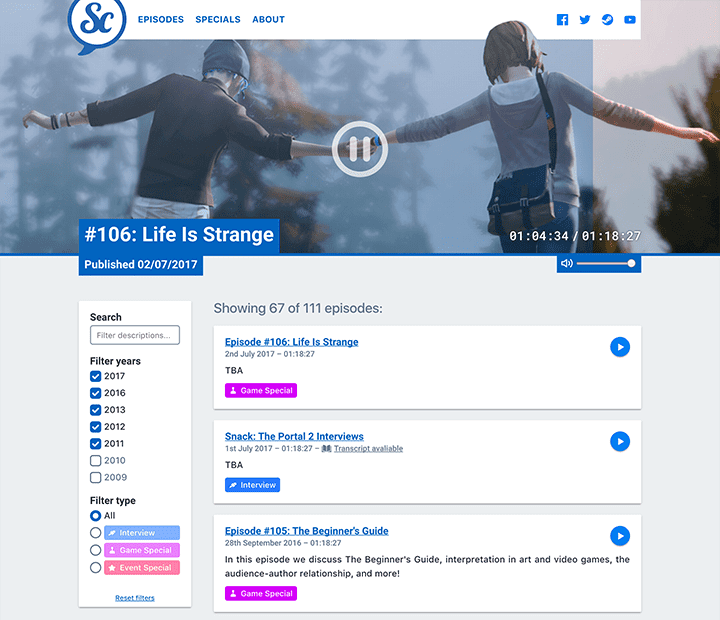 Sc
EPISODES SPECIALS ABOUT
#106: Life Is Strange
Published 02/07/2017
01:04:34 / 01:18:27
Search
Filter descriptions...
Filter years
2017
2016
2013
2012
2011
2010
2009
Filter type
All
Interview
Game Special
Event Special
Reset filters
Showing 67 of 111 episodes:
Episode #106: Life Is Strange
2nd July 2017 – 01:18:27
TBA
Game Special
Snack: The Portal 2 Interviews
1st July 2017 – 01:18:27 – Transcript avaliable
TBA
Interview
Episode #105: The Beginner's Guide
28th September 2016 – 01:18:27
In this episode we discuss The Beginner's Guide, interpretation in art and video games, the
audience-author relationship, and more!
Game Special